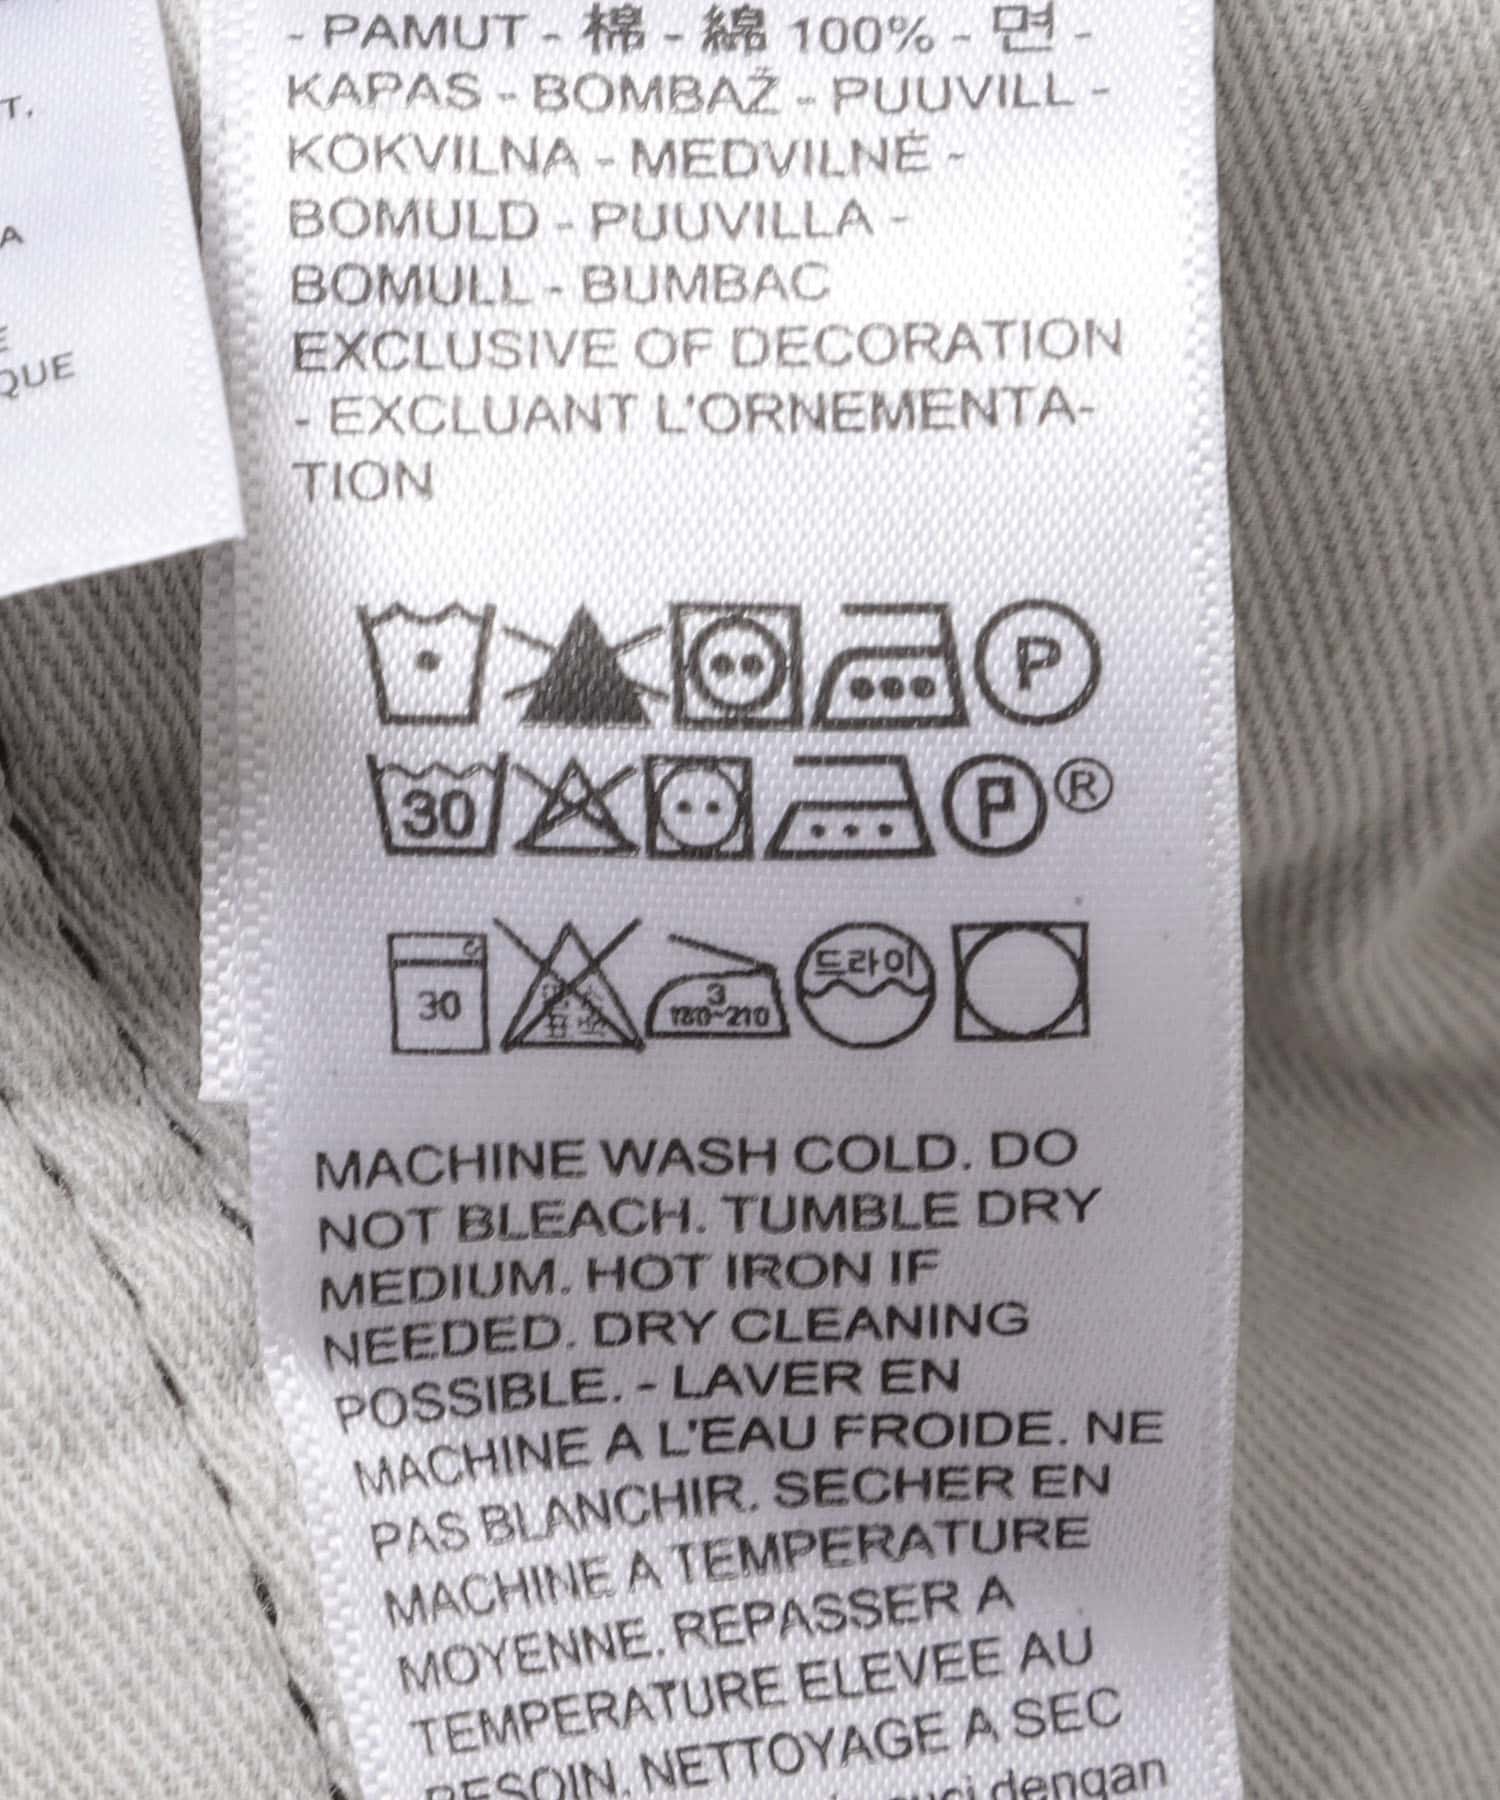 T.
A
E
QUE
- PAMUT - 棉 - 綿 100% - 면 -
KAPAS - BOMBAŽ - PUUVILL -
KOKVILNA - MEDVILNĖ -
BOMULD - PUUVILLA -
BOMULL - BUMBAC
EXCLUSIVE OF DECORATION
- EXCLUANT L'ORNEMENTA-
TION
P
30 P ®
30 3 180~210 드라이
MACHINE WASH COLD. DO
NOT BLEACH. TUMBLE DRY
MEDIUM. HOT IRON IF
NEEDED. DRY CLEANING
POSSIBLE. - LAVER EN
MACHINE A L'EAU FROIDE. NE
PAS BLANCHIR. SECHER EN
MACHINE A TEMPERATURE
MOYENNE. REPASSER A
TEMPERATURE ELEVEE AU
BESOIN. NETTOYAGE A SEC
dengan